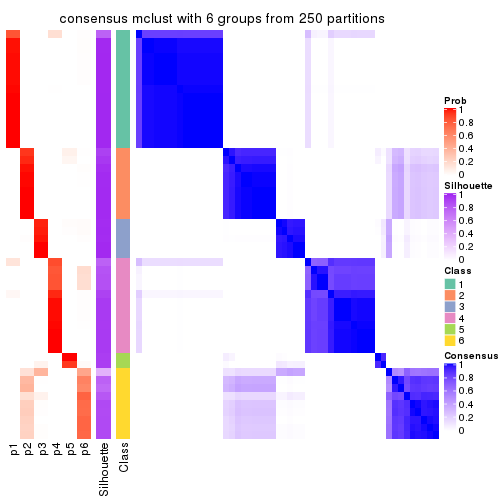 consensus mclust with 6 groups from 250 partitions
Prob
1
0.8
0.6
0.4
0.2
0
Silhouette
1
0.8
0.6
0.4
0.2
0
Class
1
2
3
4
5
6
Consensus
1
0.8
0.6
0.4
0.2
0
p1
p2
p3
p4
p5
p6
Silhouette
Class